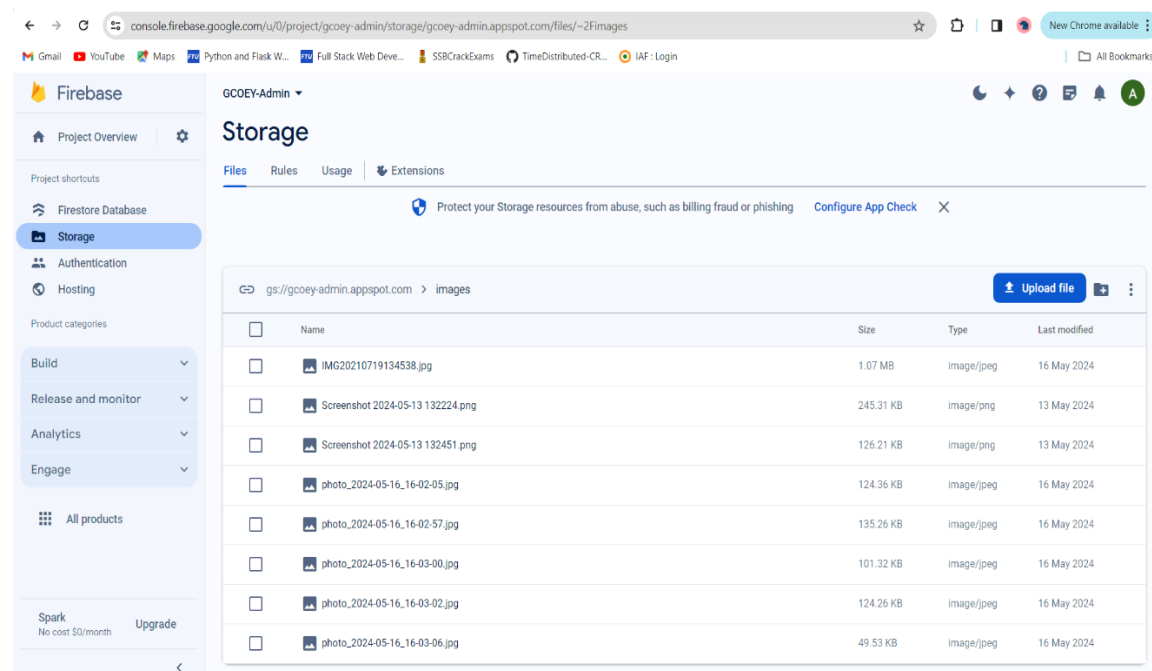 console.firebase.google.com/u/0/project/gcoey-admin/storage/gcoey-admin.appspot.com/files/~2Fimages
New Chrome available
Gmail YouTube Maps FTU Python and Flask W... FTU Full Stack Web Deve... SSBCrackExams TimeDistributed-CR... IAF : Login All Bookmarks
Firebase
GCOEY-Admin
A
Project Overview
Storage
Project shortcuts
Firestore Database
Storage
Authentication
Hosting
Product categories
Build
Release and monitor
Analytics
Engage
All products
Spark
No cost $0/month
Upgrade
Files Rules Usage Extensions
Protect your Storage resources from abuse, such as billing fraud or phishing Configure App Check
gs://gcoey-admin.appspot.com > images
Upload file
Name Size Type Last modified
IMG20210719134538.jpg 1.07 MB image/jpeg 16 May 2024
Screenshot 2024-05-13 132224.png 245.31 KB image/png 13 May 2024
Screenshot 2024-05-13 132451.png 126.21 KB image/png 13 May 2024
photo_2024-05-16_16-02-05.jpg 124.36 KB image/jpeg 16 May 2024
photo_2024-05-16_16-02-57.jpg 135.26 KB image/jpeg 16 May 2024
photo_2024-05-16_16-03-00.jpg 101.32 KB image/jpeg 16 May 2024
photo_2024-05-16_16-03-02.jpg 124.26 KB image/jpeg 16 May 2024
photo_2024-05-16_16-03-06.jpg 49.53 KB image/jpeg 16 May 2024